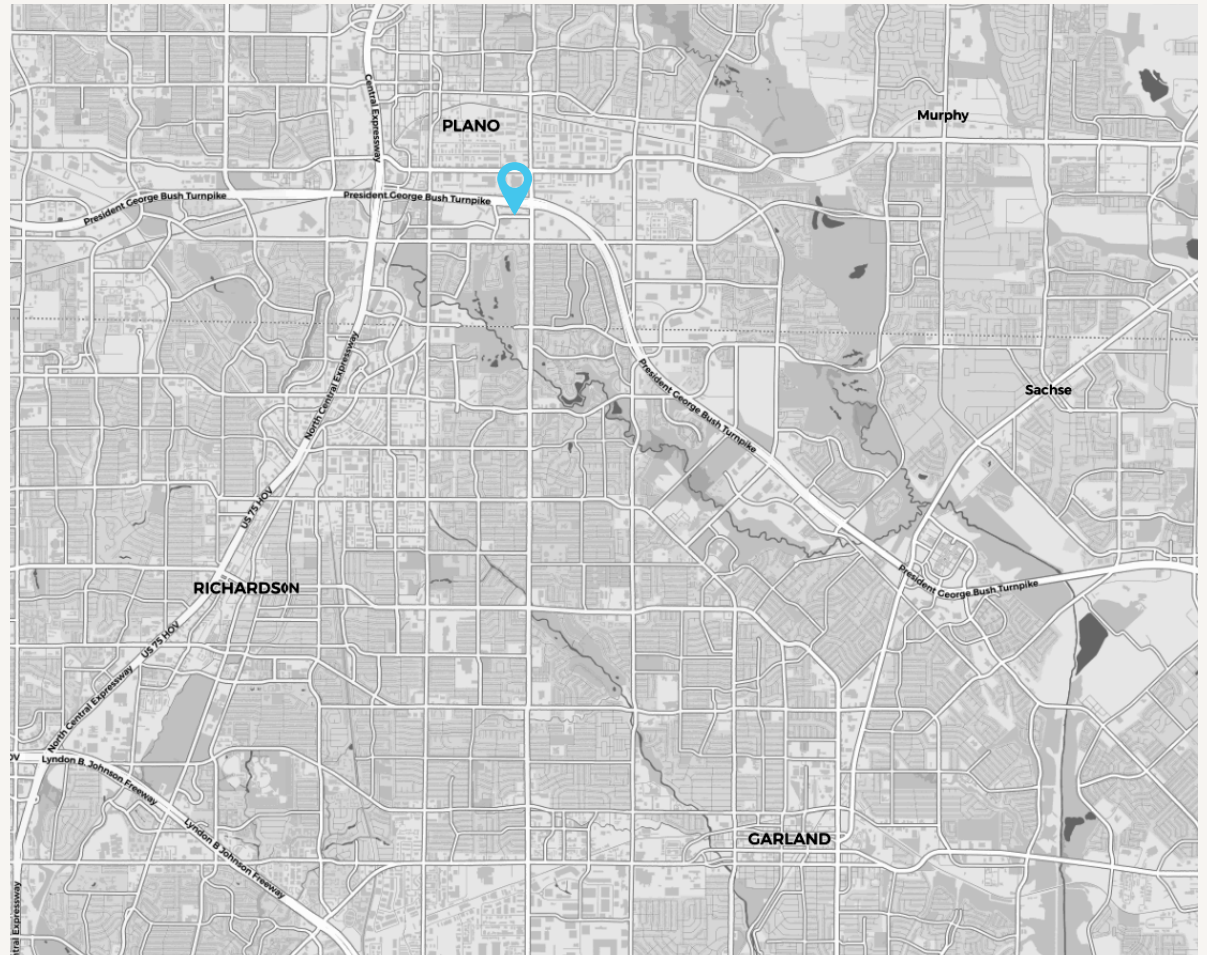 Central Expressway
PLANO
Murphy
President George Bush Turnpike
President George Bush Turnpike
North Central Expressway
President George Bush Turnpike
Sachse
US 75 HOV
RICHARDSON
President George Bush Turnpike
US 75 HOV
North Central Expressway
OV
Lyndon B. Johnson Freeway
Lyndon B Johnson Freeway
GARLAND
tral Expressway